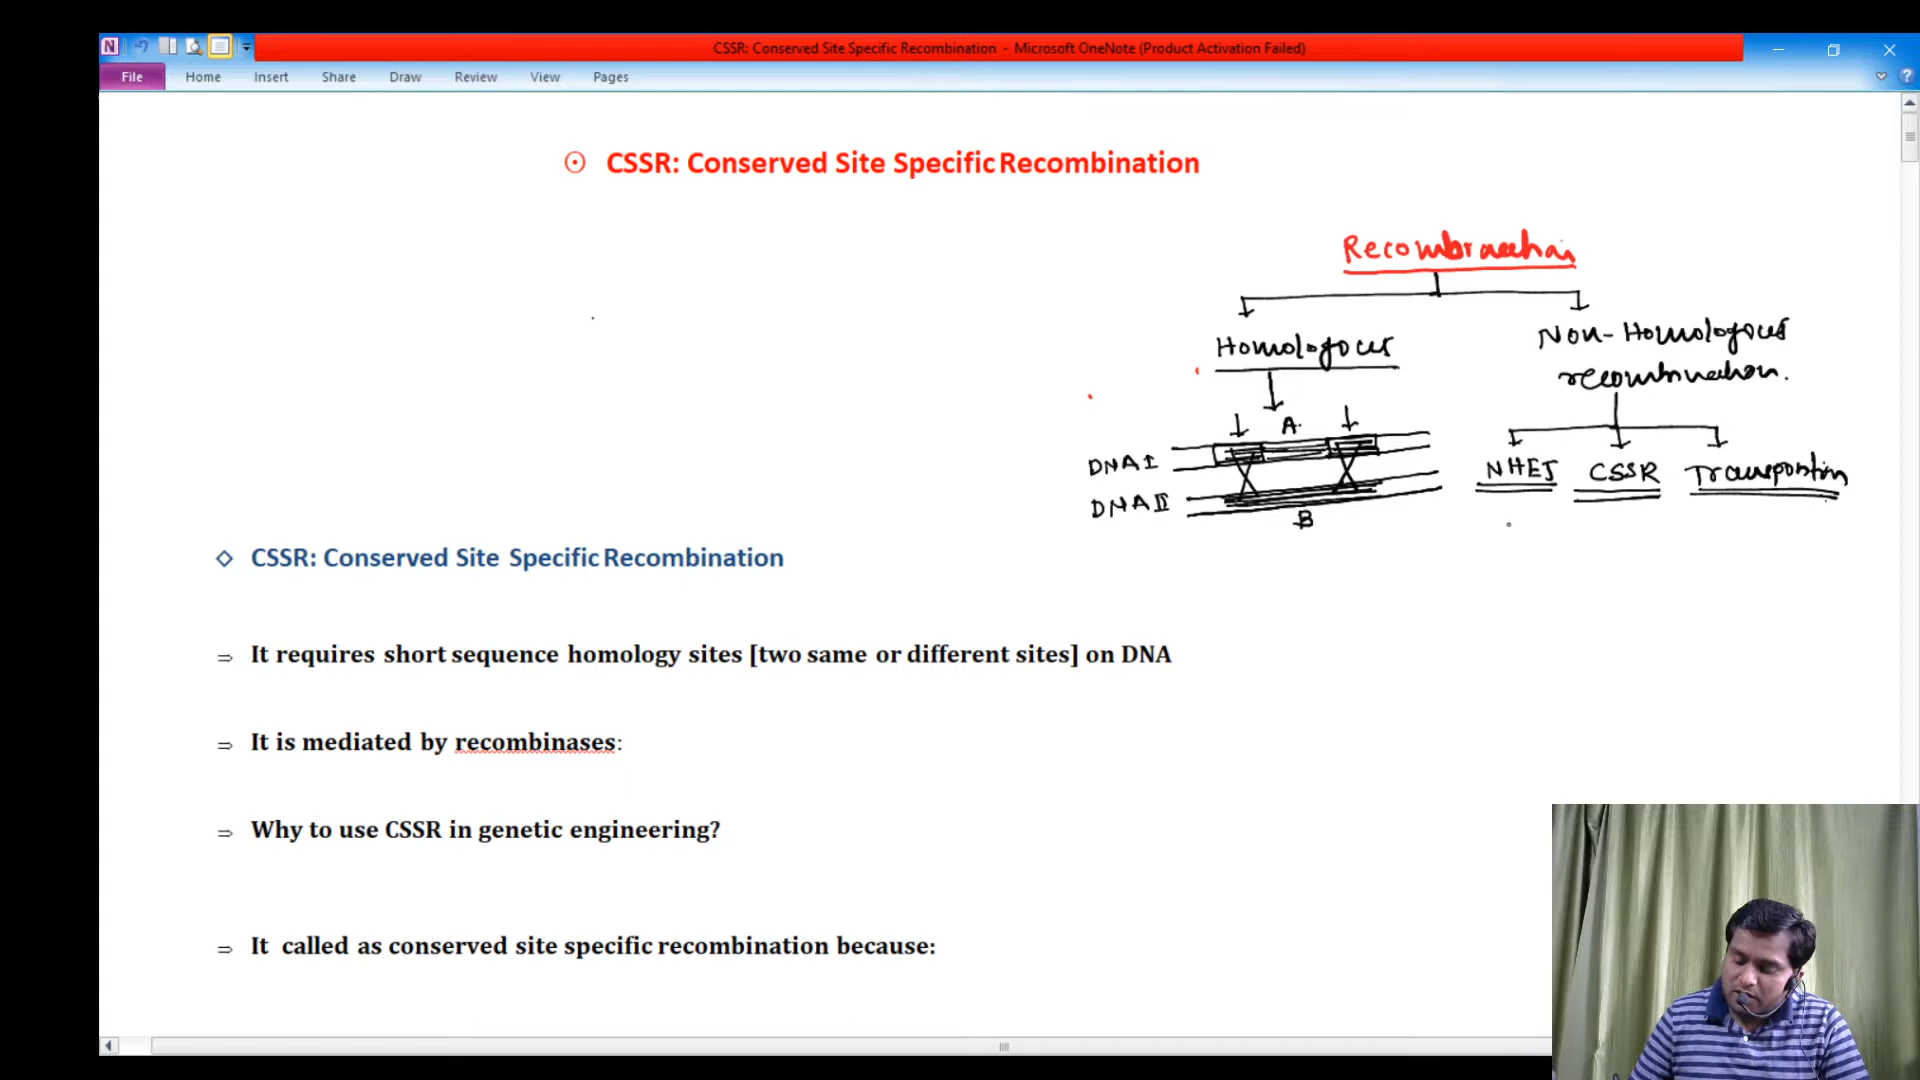 CSSR: Conserved Site Specific Recombination - Microsoft OneNote (Product Activation Failed)
File Home Insert Share Draw Review View Pages
CSSR: Conserved Site Specific Recombination
Recombination
Homologous
Non-Homologous
recombination.
A
DNA I
DNA II
B
NHEJ CSSR Transposition
◇ CSSR: Conserved Site Specific Recombination
⇒ It requires short sequence homology sites [two same or different sites] on DNA
⇒ It is mediated by recombinases:
⇒ Why to use CSSR in genetic engineering?
⇒ It called as conserved site specific recombination because: